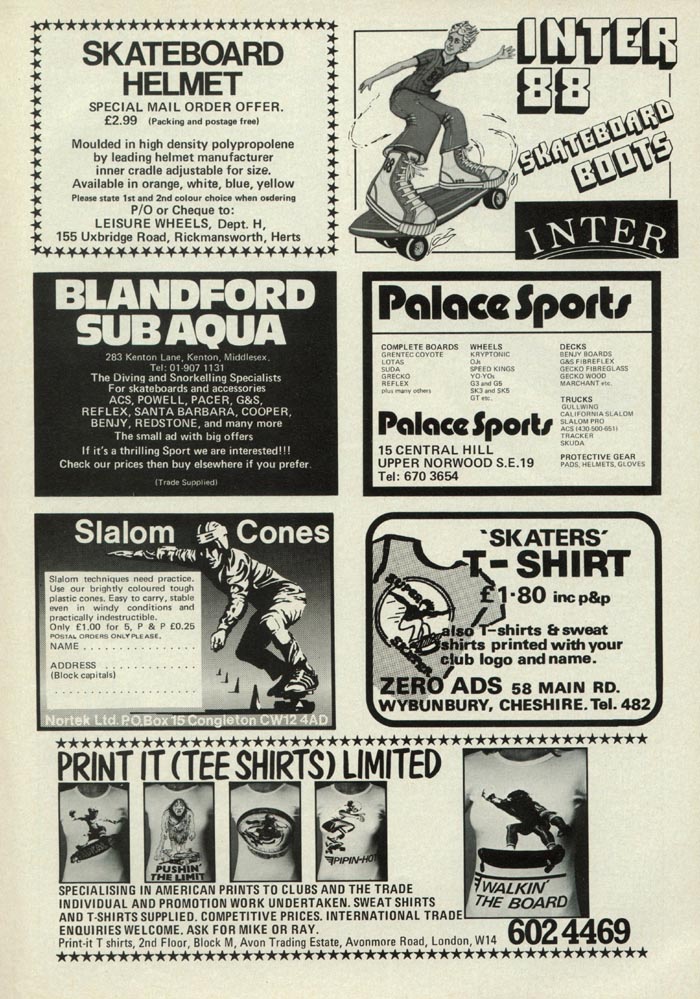 SKATEBOARD
HELMET
SPECIAL MAIL ORDER OFFER.
£2.99 (Packing and postage free)
Moulded in high density polypropolene
by leading helmet manufacturer
inner cradle adjustable for size.
Available in orange, white, blue, yellow
Please state 1st and 2nd colour choice when osdering
P/O or Cheque to:
LEISURE WHEELS, Dept. H,
155 Uxbridge Road, Rickmansworth, Herts
INTER
88
SKATEBOARD
BOOTS
88
INTER
BLANDFORD
SUB AQUA
283 Kenton Lane, Kenton, Middlesex.
Tel: 01-907 1131
The Diving and Snorkelling Specialists
For skateboards and accessories
ACS, POWELL, PACER, G&S,
REFLEX, SANTA BARBARA, COOPER,
BENJY, REDSTONE, and many more
The small ad with big offers
If it's a thrilling Sport we are interested!!!
Check our prices then buy elsewhere if you prefer.
(Trade Supplied)
Palace Sports
COMPLETE BOARDS
GRENTEC COYOTE
LOTAS
SUDA
GRECKO
REFLEX
plus many others
WHEELS
KRYPTONIC
OJs
SPEED KINGS
YO-YOs
G3 and G5
SK3 and SK5
GT etc.
DECKS
BENJY BOARDS
G&S FIBREFLEX
GECKO FIBREGLASS
GECKO WOOD
MARCHANT etc.
TRUCKS
GULLWING
CALIFORNIA SLALOM
SLALOM PRO
ACS (430-500-651)
TRACKER
SKUDA
PROTECTIVE GEAR
PADS, HELMETS, GLOVES
Palace Sports
15 CENTRAL HILL
UPPER NORWOOD S.E.19
Tel: 670 3654
Slalom Cones
Slalom techniques need practice.
Use our brightly coloured tough
plastic cones. Easy to carry, stable
even in windy conditions and
practically indestructible.
Only £1.00 for 5, P & P £0.25
POSTAL ORDERS ONLY PLEASE.
NAME . . . . . . . . . . . . . . . .
ADDRESS . . . . . . . . . . . . .
(Block capitals)
. . . . . . . . . . . . . . . . . . . .
Nortek Ltd. P.O.Box 15 Congleton CW12 4AD
'SKATERS'
T-SHIRT
£1·80 inc p&p
SUPER
SKATER
also T-shirts & sweat
shirts printed with your
club logo and name.
ZERO ADS 58 MAIN RD.
WYBUNBURY, CHESHIRE. Tel. 482
PRINT IT (TEE SHIRTS) LIMITED
PUSHIN'
THE LIMIT
PIPIN-HOT
WALKIN'
THE BOARD
SPECIALISING IN AMERICAN PRINTS TO CLUBS AND THE TRADE
INDIVIDUAL AND PROMOTION WORK UNDERTAKEN. SWEAT SHIRTS
AND T-SHIRTS SUPPLIED. COMPETITIVE PRICES. INTERNATIONAL TRADE
ENQUIRIES WELCOME. ASK FOR MIKE OR RAY.
Print-it T shirts, 2nd Floor, Block M, Avon Trading Estate, Avonmore Road, London, W14
602 4469